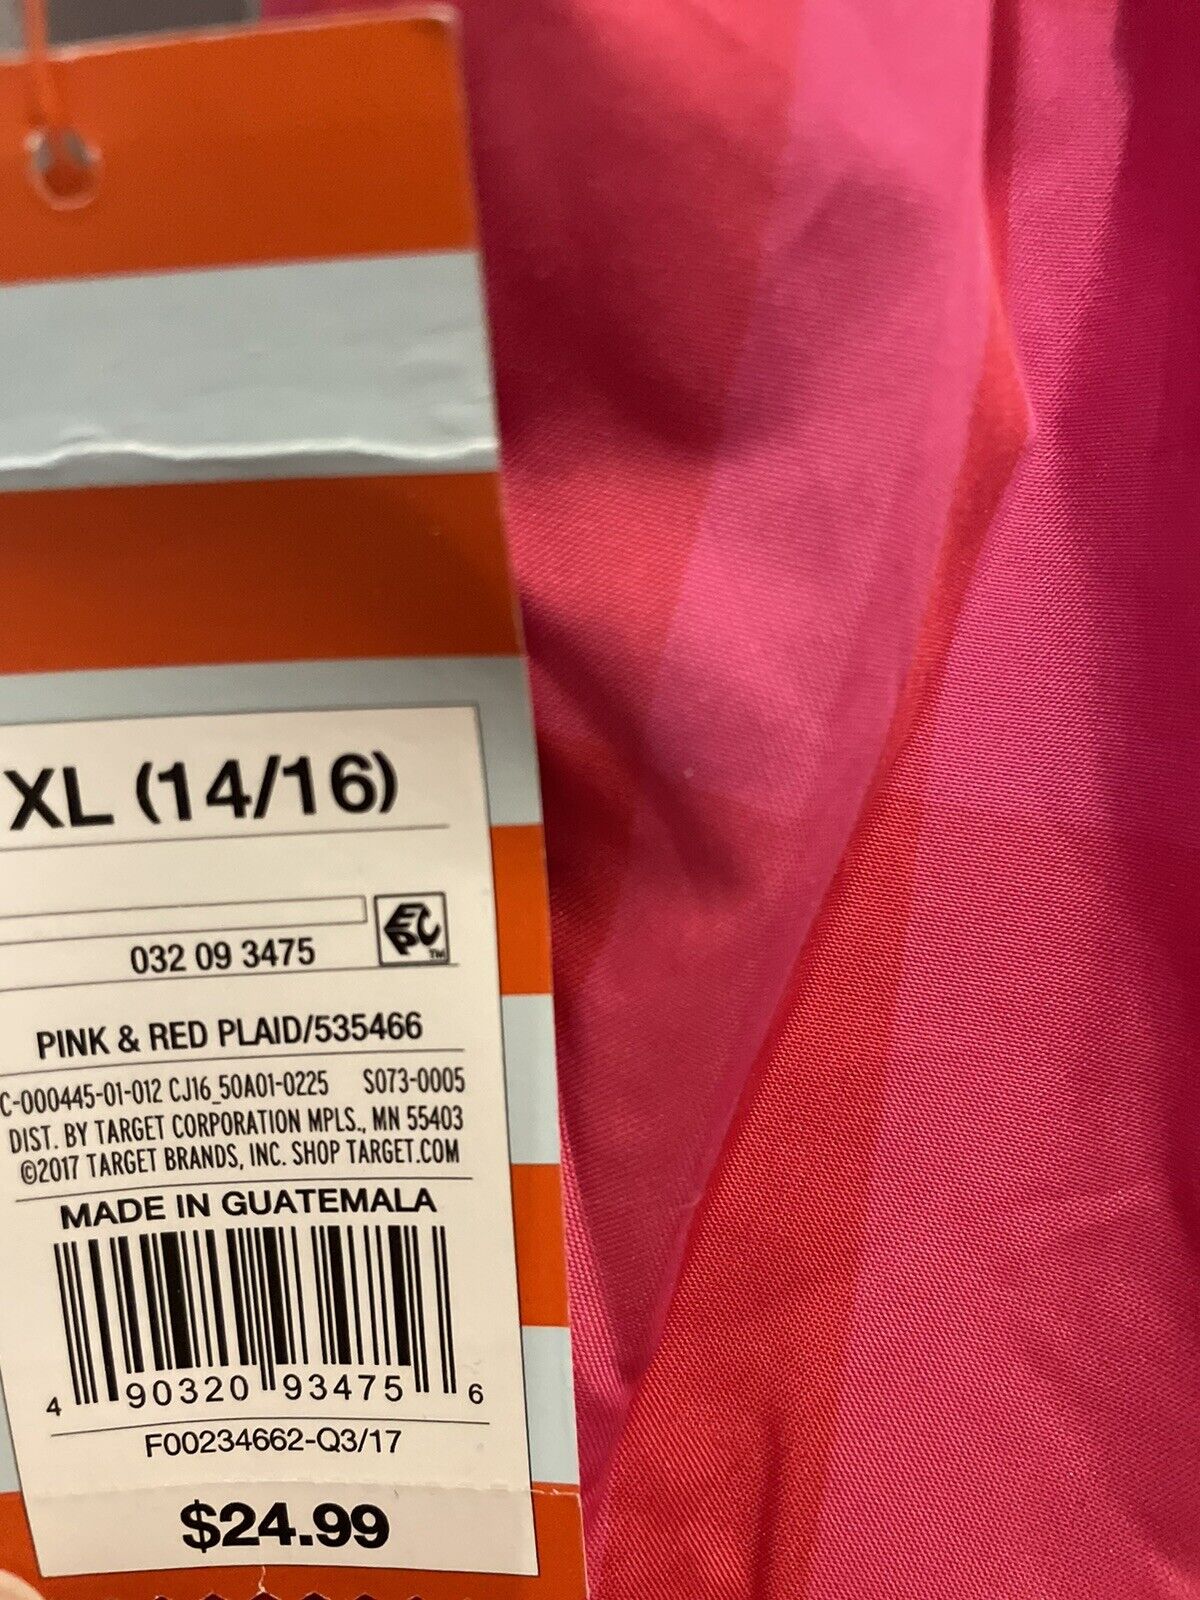 XL (14/16)
032 09 3475
EPC TM
PINK & RED PLAID/535466
C-000445-01-012 CJ16_50A01-0225 S073-0005
DIST. BY TARGET CORPORATION MPLS., MN 55403
©2017 TARGET BRANDS, INC. SHOP TARGET.COM
MADE IN GUATEMALA
4 90320 93475 6
F00234662-Q3/17
$24.99